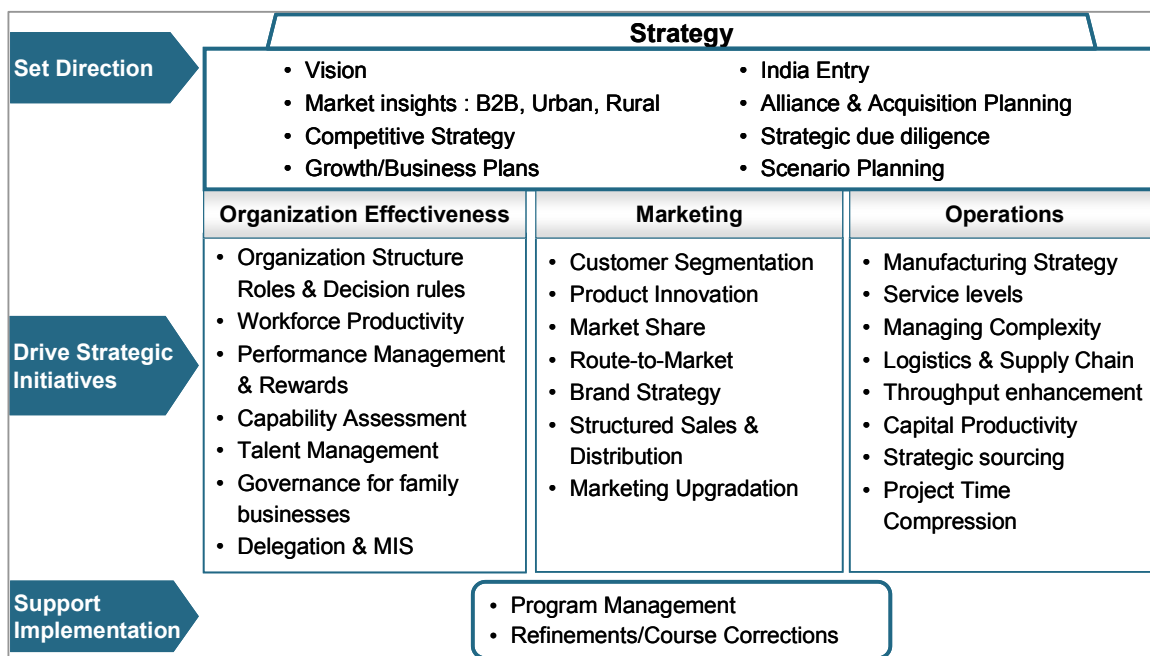 Strategy
Set Direction
• Vision
• Market insights : B2B, Urban, Rural
• Competitive Strategy
• Growth/Business Plans
• India Entry
• Alliance & Acquisition Planning
• Strategic due diligence
• Scenario Planning
Drive Strategic
Initiatives
Organization Effectiveness
• Organization Structure
Roles & Decision rules
• Workforce Productivity
• Performance Management
& Rewards
• Capability Assessment
• Talent Management
• Governance for family
businesses
• Delegation & MIS
Marketing
• Customer Segmentation
• Product Innovation
• Market Share
• Route-to-Market
• Brand Strategy
• Structured Sales &
Distribution
• Marketing Upgradation
Operations
• Manufacturing Strategy
• Service levels
• Managing Complexity
• Logistics & Supply Chain
• Throughput enhancement
• Capital Productivity
• Strategic sourcing
• Project Time
Compression
Support
Implementation
• Program Management
• Refinements/Course Corrections